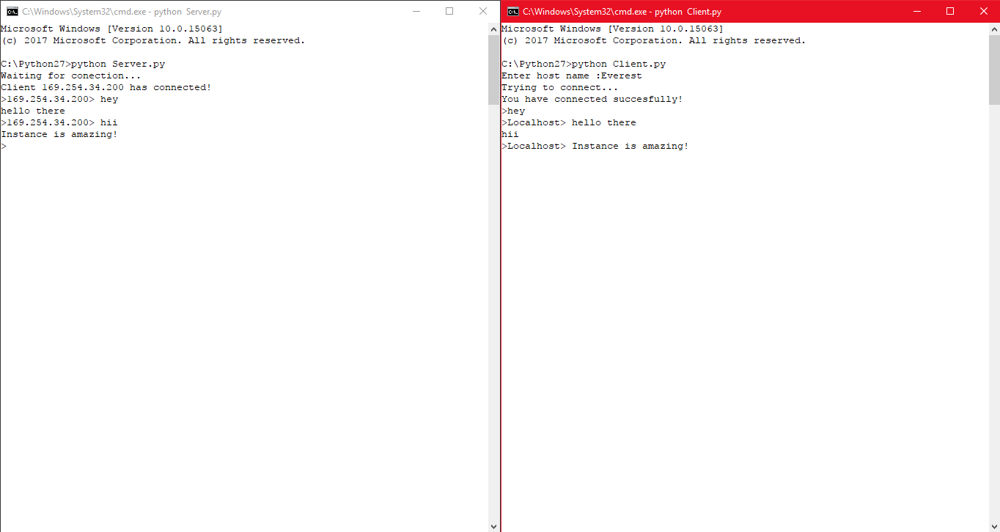 C:\Windows\System32\cmd.exe - python  Server.py
Microsoft Windows [Version 10.0.15063]
(c) 2017 Microsoft Corporation. All rights reserved.
C:\Python27>python Server.py
Waiting for conection...
Client 169.254.34.200 has connected!
>169.254.34.200> hey
hello there
>169.254.34.200> hii
Instance is amazing!
>
C:\Windows\System32\cmd.exe - python  Client.py
Microsoft Windows [Version 10.0.15063]
(c) 2017 Microsoft Corporation. All rights reserved.
C:\Python27>python Client.py
Enter host name :Everest
Trying to connect...
You have connected succesfully!
>hey
>Localhost> hello there
hii
>Localhost> Instance is amazing!